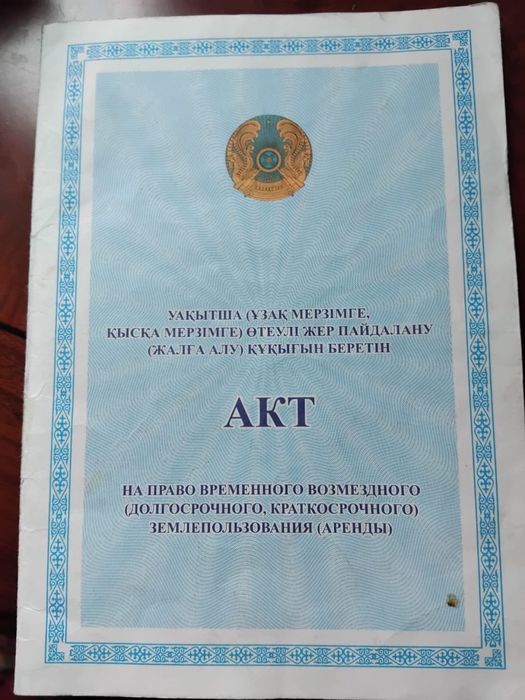 ҚАЗАҚСТАН
УАҚЫТША (ҰЗАҚ МЕРЗІМГЕ,
ҚЫСҚА МЕРЗІМГЕ) ӨТЕУЛІ ЖЕР ПАЙДАЛАНУ
(ЖАЛҒА АЛУ) ҚҰҚЫҒЫН БЕРЕТІН
АКТ
НА ПРАВО ВРЕМЕННОГО ВОЗМЕЗДНОГО
(ДОЛГОСРОЧНОГО, КРАТКОСРОЧНОГО)
ЗЕМЛЕПОЛЬЗОВАНИЯ (АРЕНДЫ)